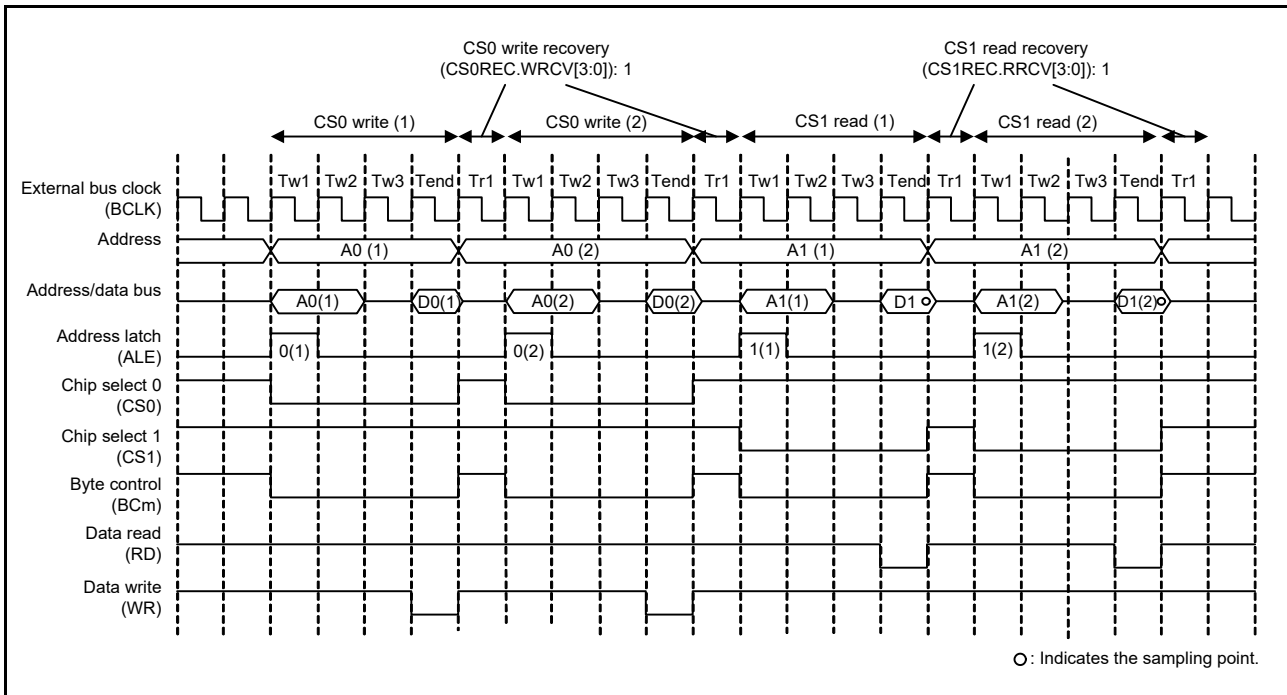 CS0 write recovery
(CS0REC.WRCV[3:0]): 1
CS1 read recovery
(CS1REC.RRCV[3:0]): 1
CS0 write (1)
CS0 write (2)
CS1 read (1)
CS1 read (2)
Tw1 Tw2 Tw3 Tend Tr1 Tw1 Tw2 Tw3 Tend Tr1 Tw1 Tw2 Tw3 Tend Tr1 Tw1 Tw2 Tw3 Tend Tr1
External bus clock
(BCLK)
Address
A0 (1) A0 (2) A1 (1) A1 (2)
Address/data bus
A0(1) D0(1 A0(2) D0(2) A1(1) D1 A1(2) D1(2)
Address latch
(ALE)
0(1) 0(2) 1(1) 1(2)
Chip select 0
(CS0)
Chip select 1
(CS1)
Byte control
(BCm)
Data read
(RD)
Data write
(WR)
: Indicates the sampling point.